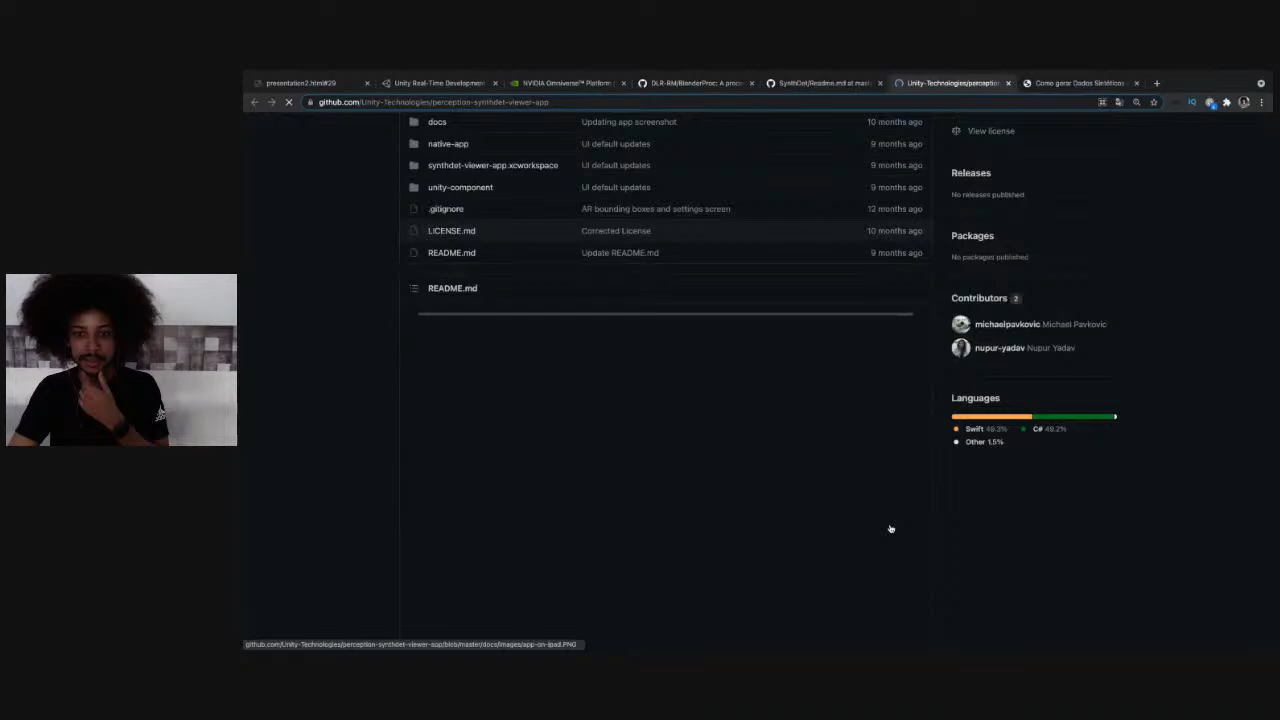 presentation2.html#29
Unity Real-Time Development
NVIDIA Omniverse™ Platform
DLR-RM/BlenderProc: A proce
SynthDet/Readme.md at mast
Unity-Technologies/perceptio
Como gerar Dados Sintéticos
github.com/Unity-Technologies/perception-synthdet-viewer-app
docs Updating app screenshot 10 months ago
native-app UI default updates 9 months ago
synthdet-viewer-app.xcworkspace UI default updates 9 months ago
unity-component UI default updates 9 months ago
.gitignore AR bounding boxes and settings screen 12 months ago
LICENSE.md Corrected License 10 months ago
README.md Update README.md 9 months ago
README.md
View license
Releases
No releases published
Packages
No packages published
Contributors 2
michaelpavkovic Michael Pavkovic
nupur-yadav Nupur Yadav
Languages
Swift 49.3% C# 49.2%
Other 1.5%
github.com/Unity-Technologies/perception-synthdet-viewer-app/blob/master/docs/images/app-on-ipad.PNG